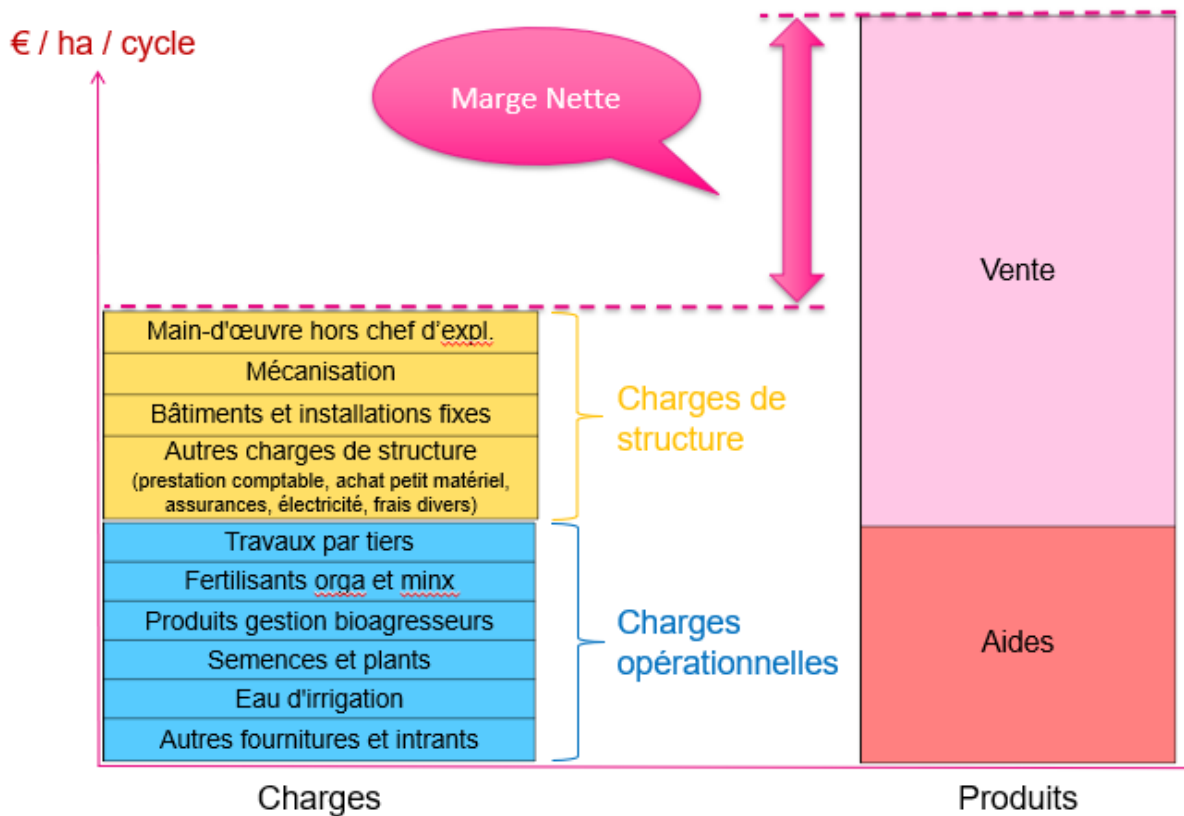 € / ha / cycle
Marge Nette
Main-d'œuvre hors chef d’expl.
Mécanisation
Bâtiments et installations fixes
Autres charges de structure
(prestation comptable, achat petit matériel,
assurances, électricité, frais divers)
Charges de
structure
Travaux par tiers
Fertilisants orga et minx
Produits gestion bioagresseurs
Semences et plants
Eau d'irrigation
Autres fournitures et intrants
Charges
opérationnelles
Vente
Aides
Charges
Produits